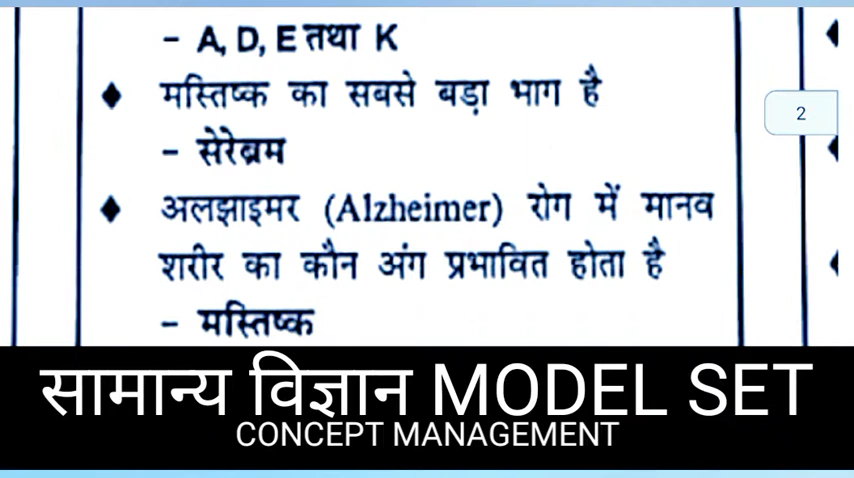 – A, D, E तथा K
◆ मस्तिष्क का सबसे बड़ा भाग है
– सेरेब्रम
◆ अलझाइमर (Alzheimer) रोग में मानव
शरीर का कौन अंग प्रभावित होता है
– मस्तिष्क
2
सामान्य विज्ञान MODEL SET
CONCEPT MANAGEMENT